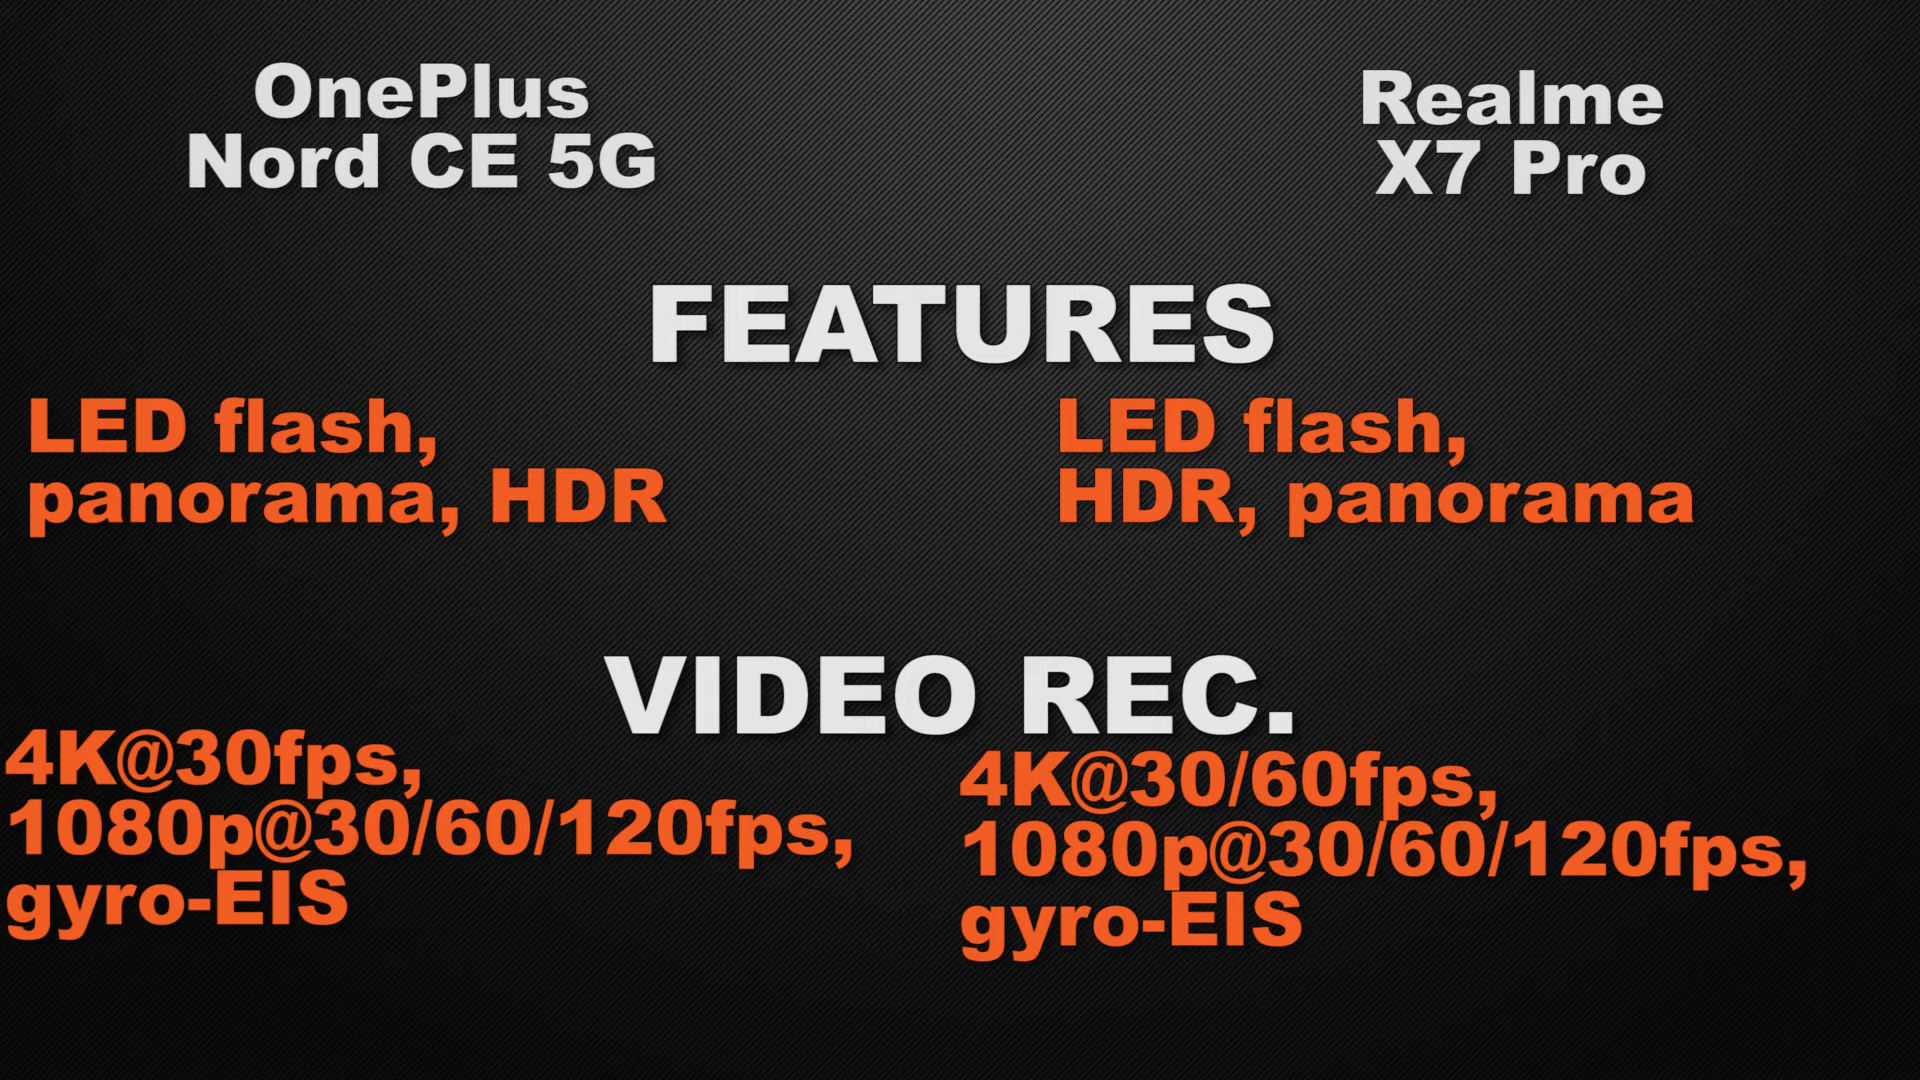 OnePlus
Nord CE 5G
Realme
X7 Pro
FEATURES
LED flash,
panorama, HDR
LED flash,
HDR, panorama
VIDEO REC.
4K@30fps,
1080p@30/60/120fps,
gyro-EIS
4K@30/60fps,
1080p@30/60/120fps,
gyro-EIS